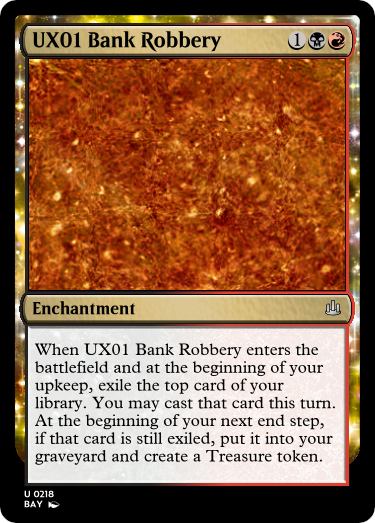 UX01 Bank Robbery 1
Enchantment
When UX01 Bank Robbery enters the
battlefield and at the beginning of your
upkeep, exile the top card of your
library. You may cast that card this turn.
At the beginning of your next end step,
if that card is still exiled, put it into your
graveyard and create a Treasure token.
U 0218
BAY